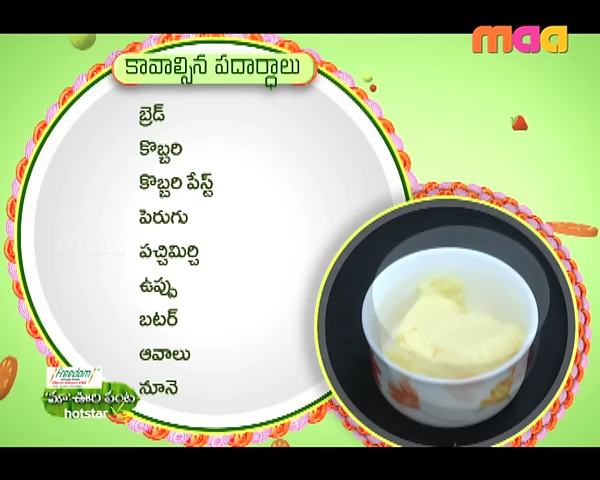 maa
కావాల్సిన పదార్ధాలు
బ్రెడ్
కొబ్బరి
కొబ్బరి పేస్ట్
పెరుగు
పచ్చిమిర్చి
ఉప్పు
బటర్
ఆవాలు
నూనె
Freedom
'మా' ఊరి వంట
hotstar